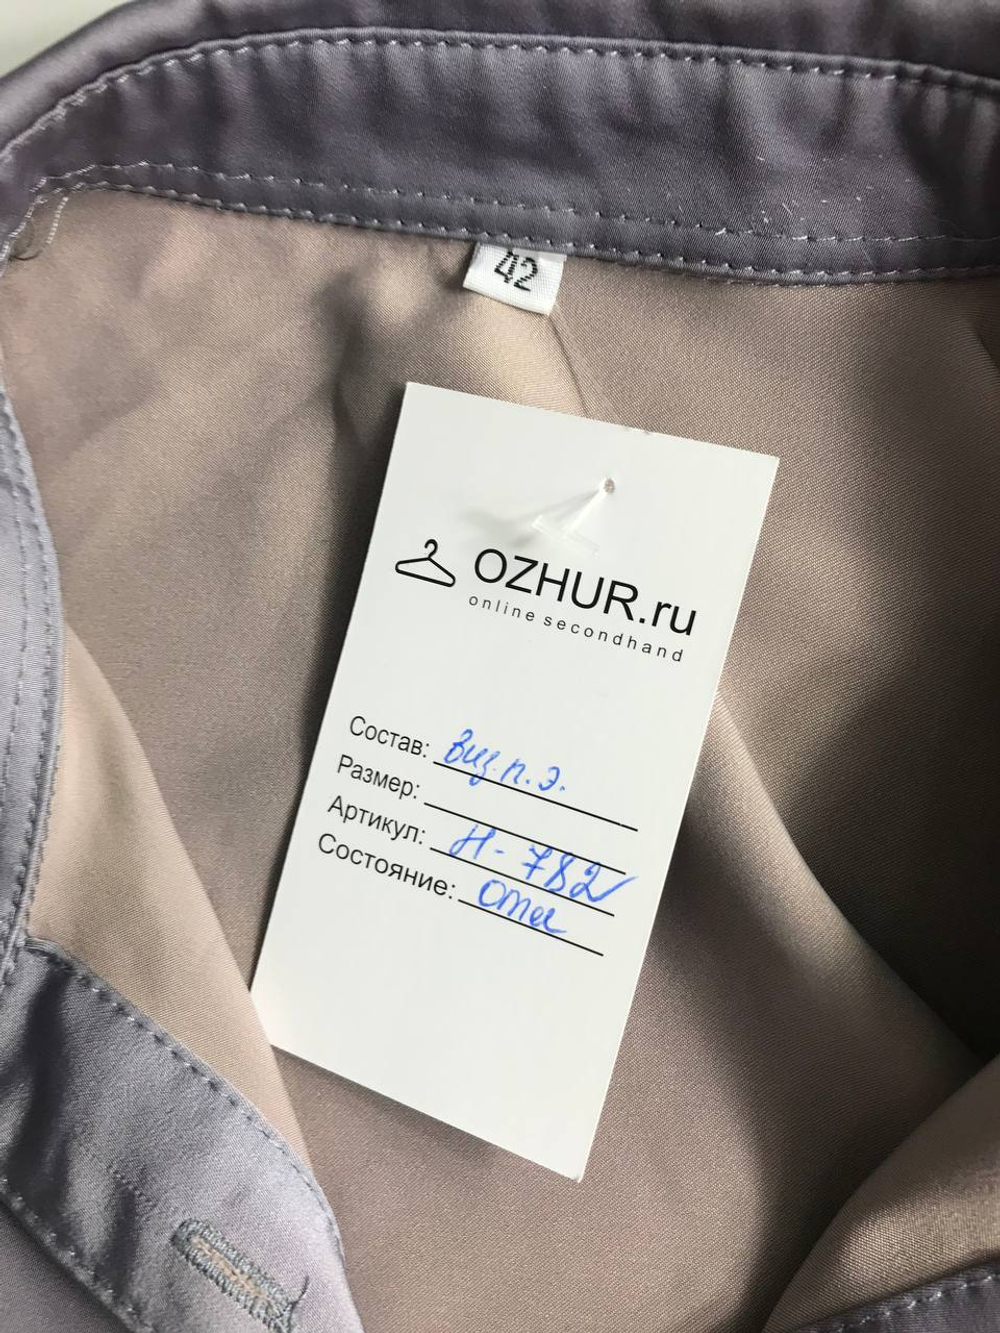 42
OZHUR.ru
online secondhand
Состав: Виз. п. э.
Размер:
Артикул: Н-782
Состояние: отл